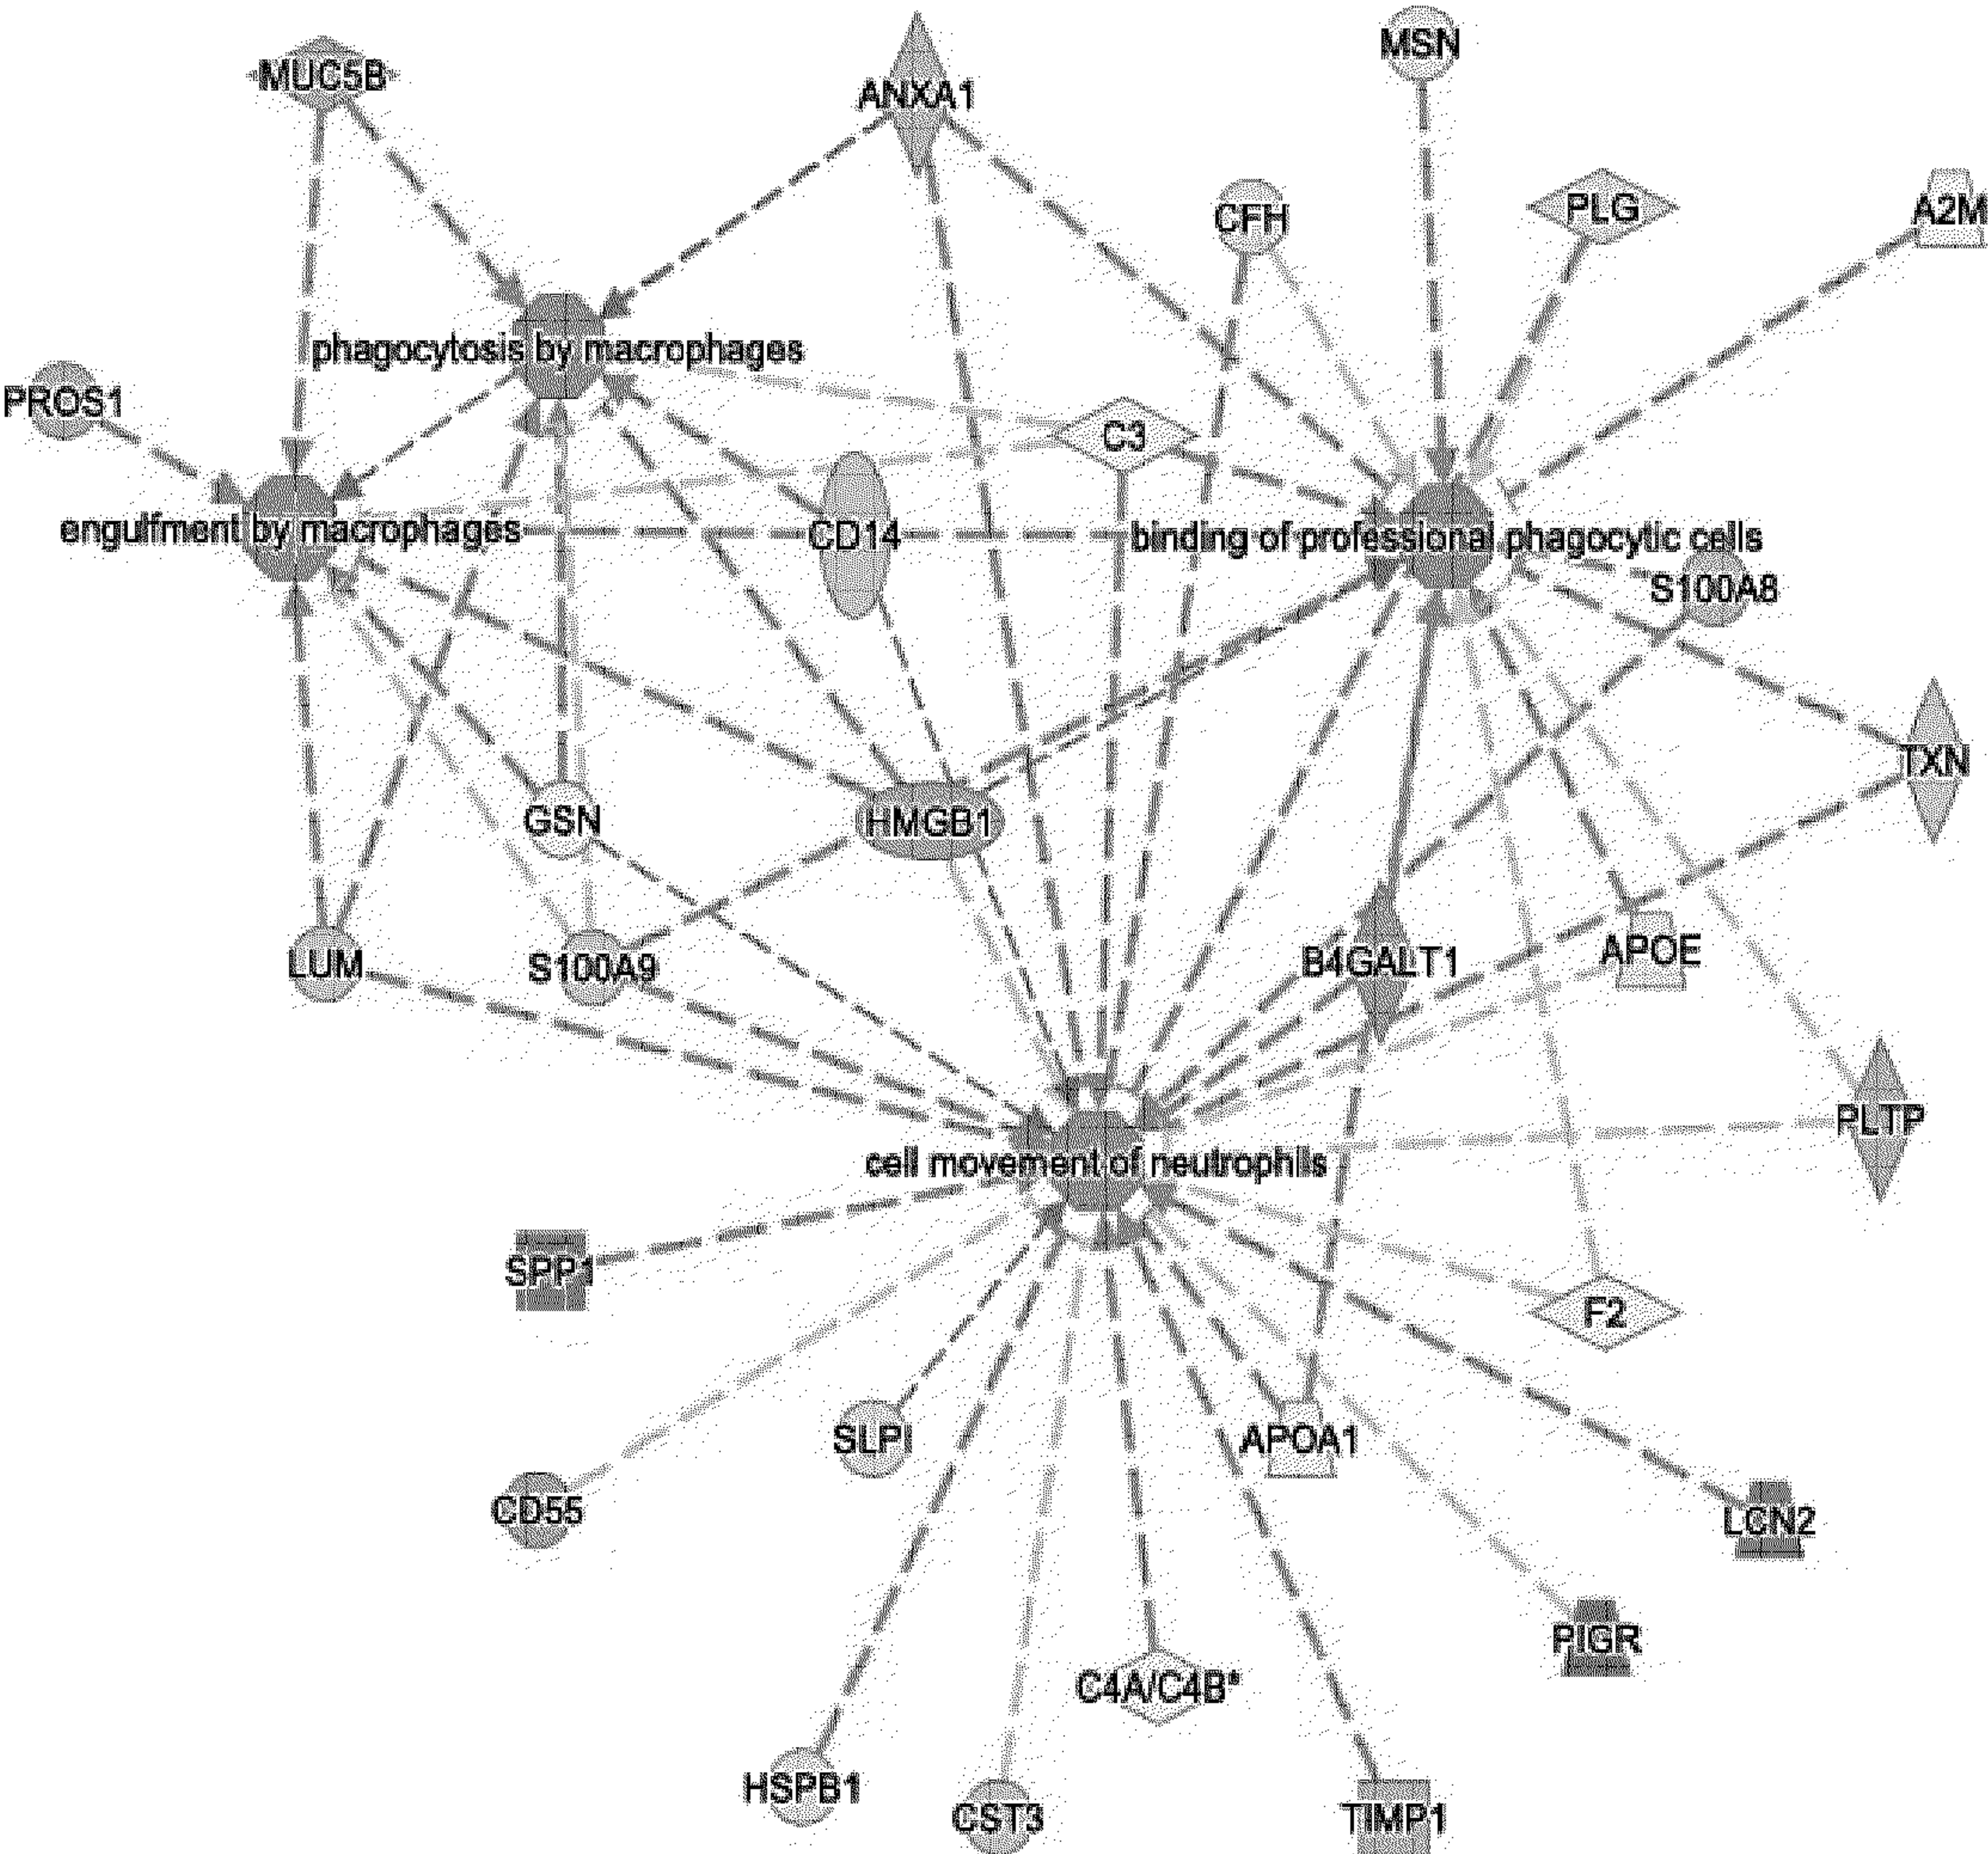 MSN
MUC5B
ANXA1
PLG
A2M
CFH
phagocytosis by macrophages
PROS1
C3
engulfment by macrophages
CD14
binding of professional phagocytic cells
S100A8
TXN
GSN
HMGB1
LUM
S100A9
B4GALT1
APOE
PLTP
cell movement of neutrophils
SPP1
F2
SLPI
APOA1
CD55
LCN2
PIGR
C4A/C4B*
HSPB1
CST3
TIMP1